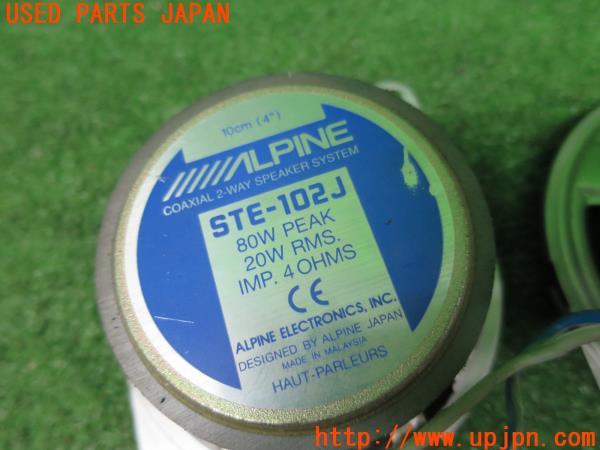 USED PARTS JAPAN
10cm (4")
ALPINE
COAXIAL 2-WAY SPEAKER SYSTEM
STE-102J
80W PEAK
20W RMS.
IMP. 4 OHMS
CE
ALPINE ELECTRONICS, INC.
DESIGNED BY ALPINE JAPAN
MADE IN MALAYSIA
HAUT-PARLEURS
http://www.upjpn.com/